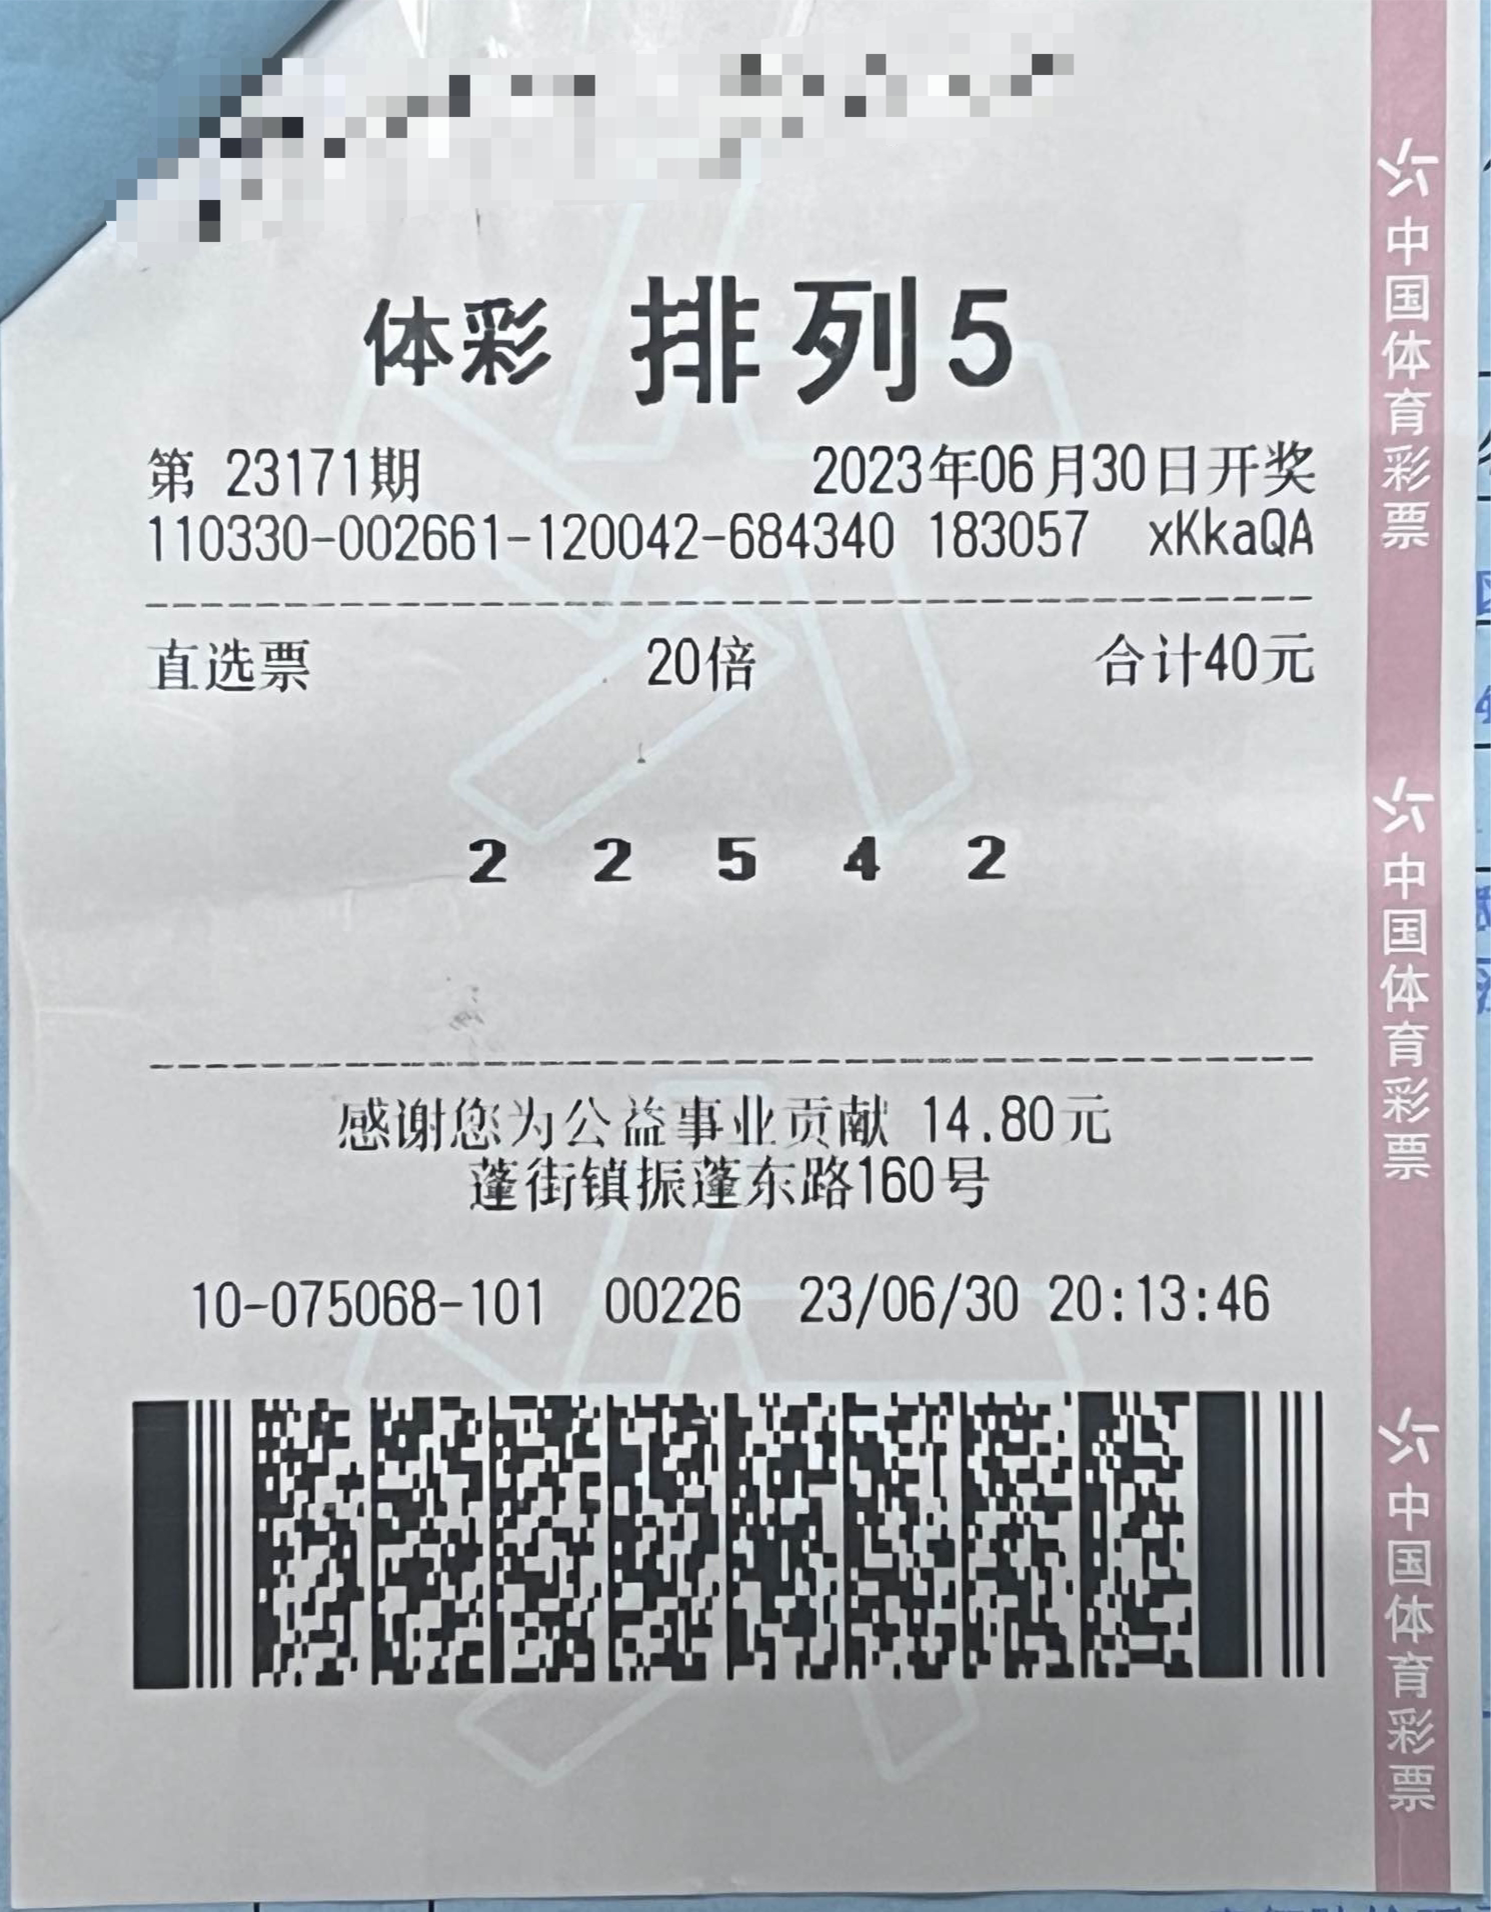 体彩 排列5
第 23171期 2023年06月30日开奖
110330-002661-120042-684340 183057 xKkaQA
直选票 20倍 合计40元
2 2 5 4 2
感谢您为公益事业贡献 14.80元
蓬街镇振蓬东路160号
10-075068-101 00226 23/06/30 20:13:46
中国体育彩票
中国体育彩票
中国体育彩票